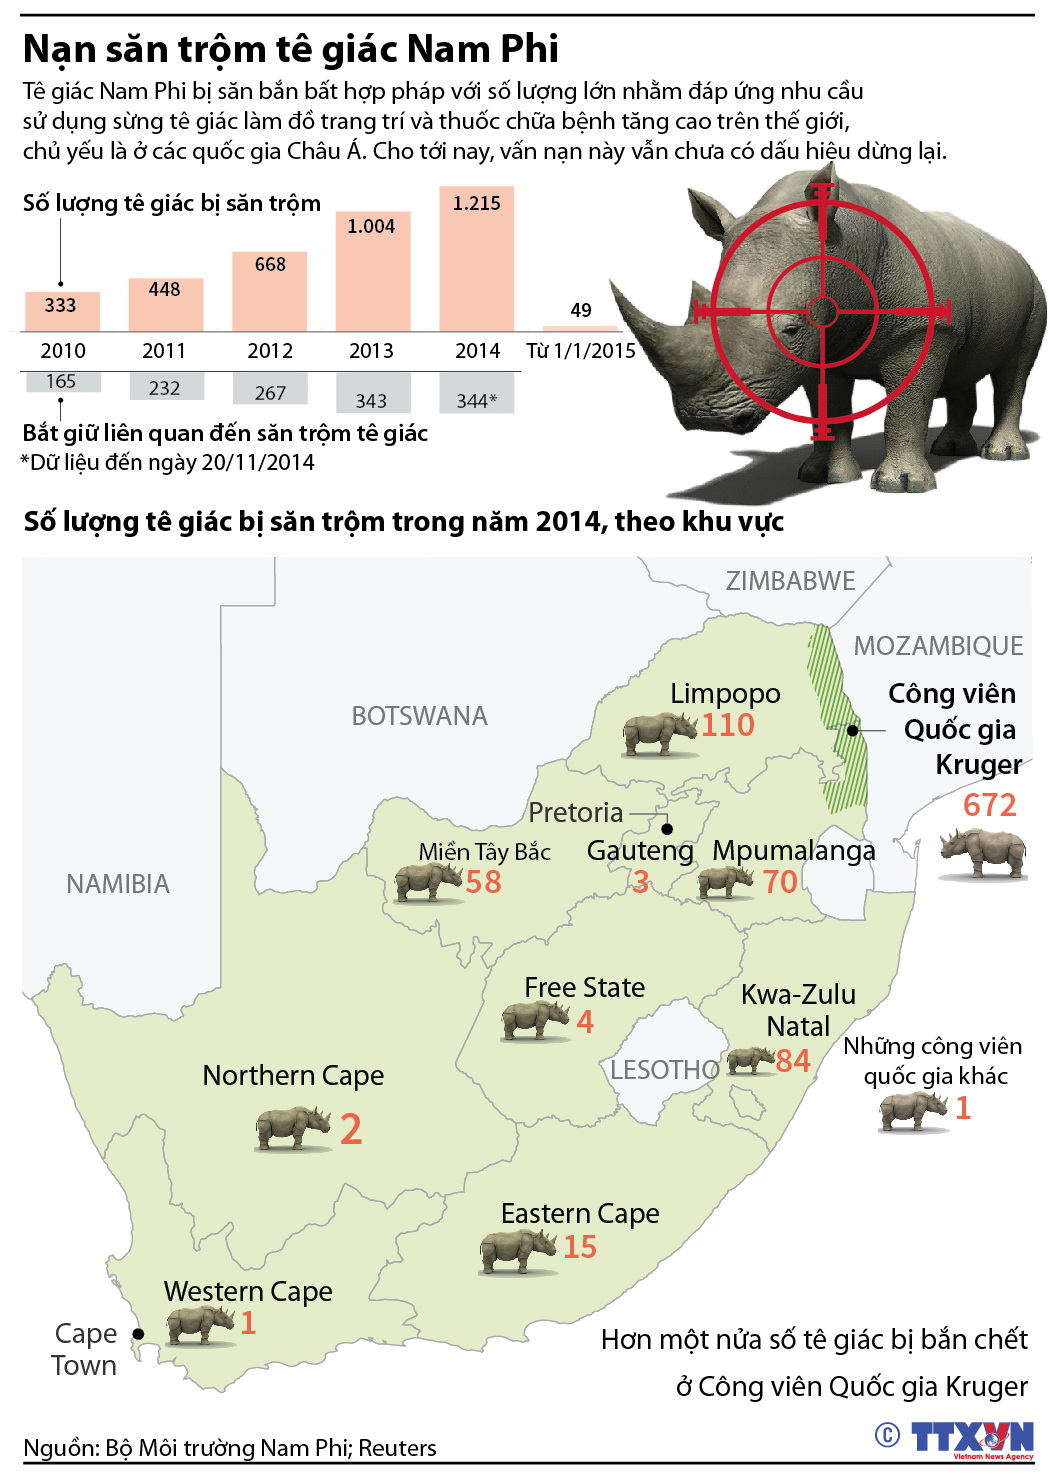 Nạn săn trộm tê giác Nam Phi
Tê giác Nam Phi bị săn bắn bất hợp pháp với số lượng lớn nhằm đáp ứng nhu cầu
sử dụng sừng tê giác làm đồ trang trí và thuốc chữa bệnh tăng cao trên thế giới,
chủ yếu là ở các quốc gia Châu Á. Cho tới nay, vấn nạn này vẫn chưa có dấu hiệu dừng lại.
Số lượng tê giác bị săn trộm
333
448
668
1.004
1.215
49
2010 2011 2012 2013 2014 Từ 1/1/2015
165 232 267 343 344*
Bắt giữ liên quan đến săn trộm tê giác
*Dữ liệu đến ngày 20/11/2014
Số lượng tê giác bị săn trộm trong năm 2014, theo khu vực
ZIMBABWE
MOZAMBIQUE
BOTSWANA
NAMIBIA
Limpopo
110
Công viên
Quốc gia
Kruger
672
Pretoria
Miền Tây Bắc
58
Gauteng
3
Mpumalanga
70
Free State
4
Kwa-Zulu
Natal
84
LESOTHO
Những công viên
quốc gia khác
1
Northern Cape
2
Eastern Cape
15
Western Cape
1
Cape
Town
Hơn một nửa số tê giác bị bắn chết
ở Công viên Quốc gia Kruger
Nguồn: Bộ Môi trường Nam Phi; Reuters
© TTXVN
Vietnam News Agency